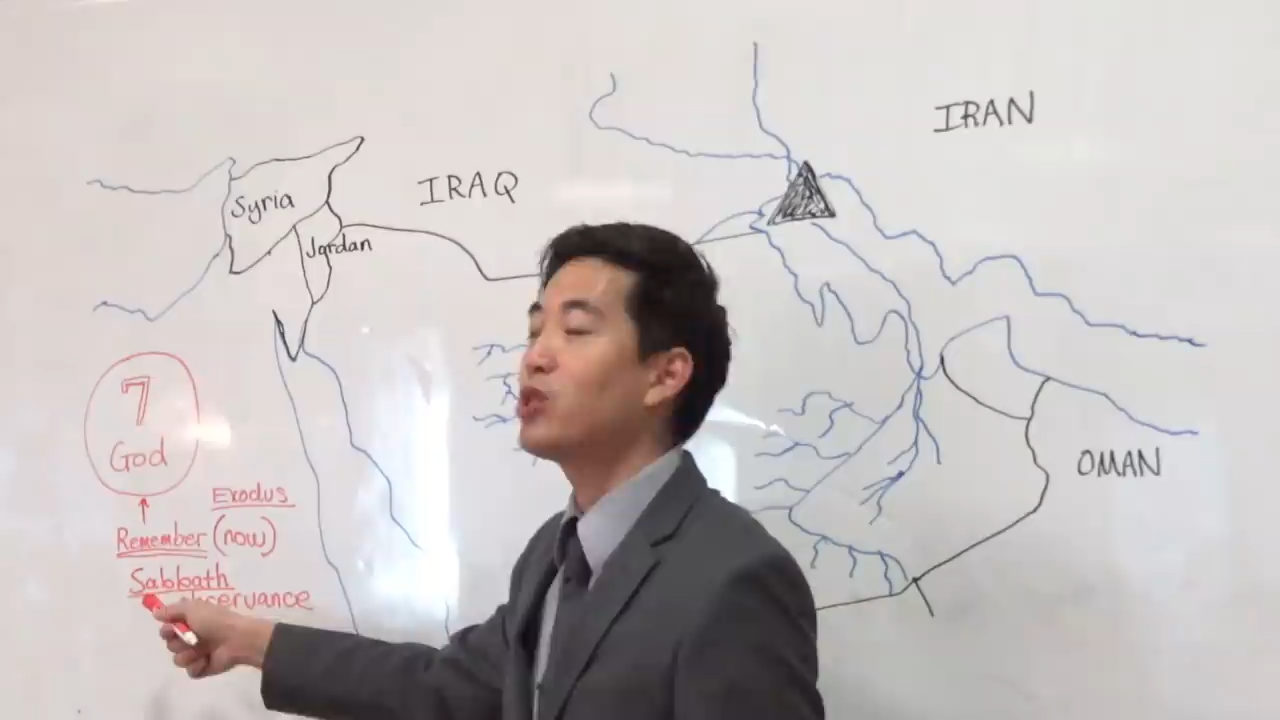 IRAN
IRAQ
Syria
Jordan
7
God
OMAN
Exodus
Remember (now)
Sabbath